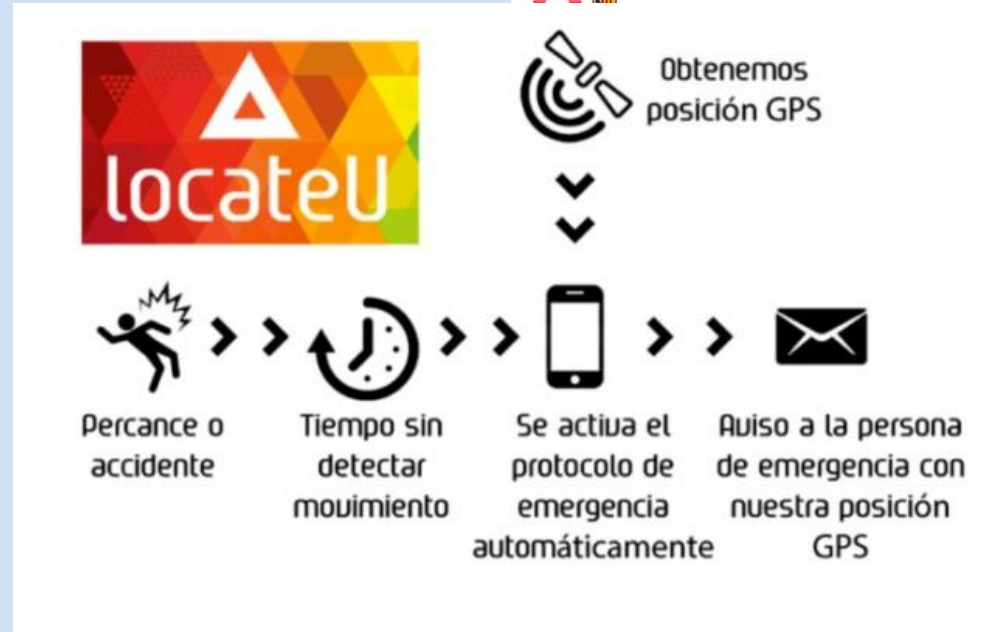 locateU
Obtenemos
posición GPS
Percance o
accidente
Tiempo sin
detectar
movimiento
Se activa el
protocolo de
emergencia
automáticamente
Aviso a la persona
de emergencia con
nuestra posición
GPS